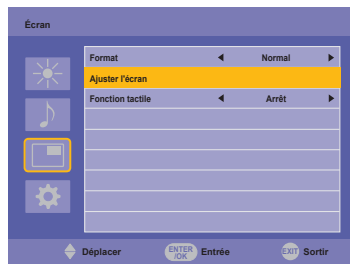 Écran
Format Normal
Ajuster l'écran
Fonction tactile Arrêt
Déplacer ENTER /OK Entrée EXIT Sortir